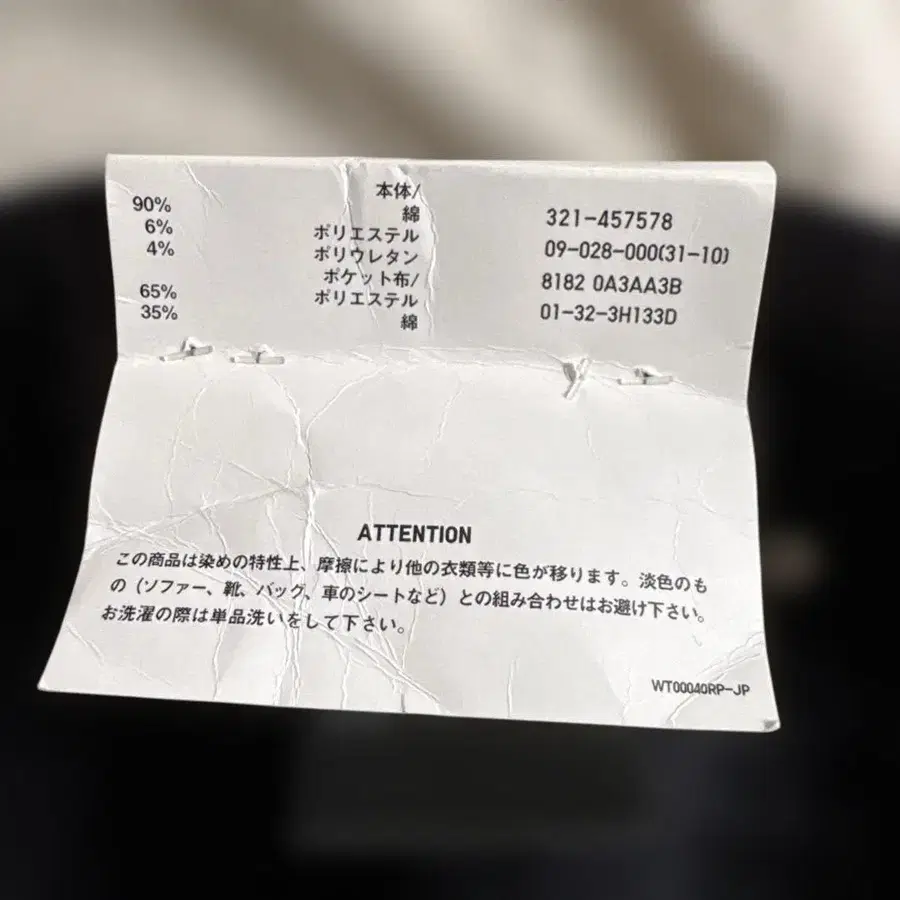 本体/
90% 綿
6% ポリエステル
4% ポリウレタン
ポケット布/
65% ポリエステル
35% 綿
321-457578
09-028-000(31-10)
8182 0A3AA3B
01-32-3H133D
ATTENTION
この商品は染めの特性上、摩擦により他の衣類等に色が移ります。淡色のも
の（ソファー、靴、バッグ、車のシートなど）との組み合わせはお避け下さい。
お洗濯の際は単品洗いをして下さい。
WT00040RP-JP